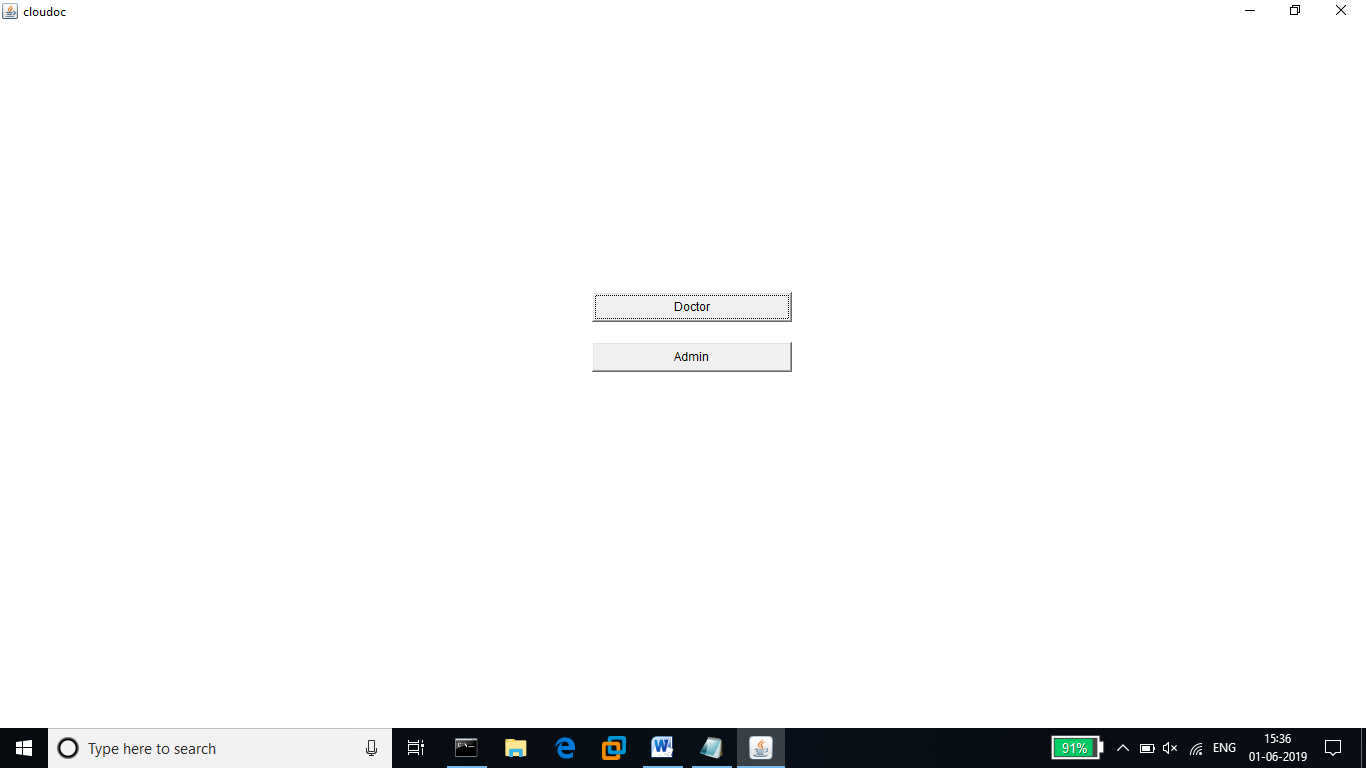 cloudoc
Doctor
Admin
Type here to search
91%
ENG
15:36
01-06-2019